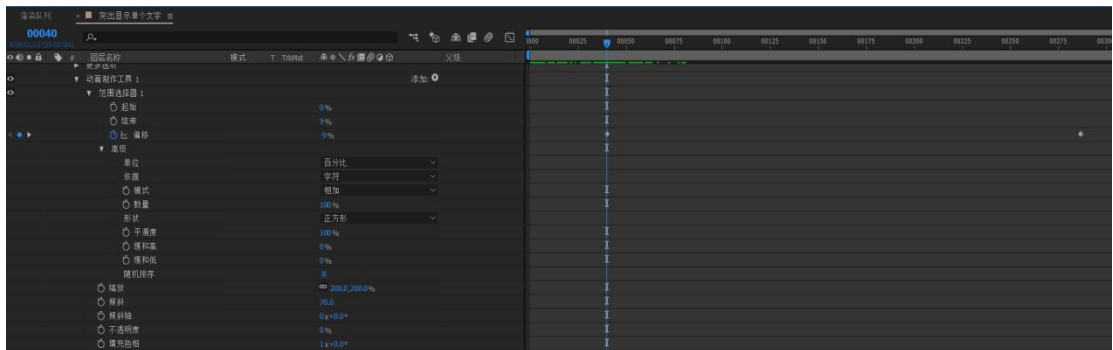 渲染队列 × 突出显示单个文字 ≡
00040
00025 00050 00075 00100 00125 00150 00175 00200 00225 00250 00275 0030
# 图层名称 模式 T TrkMat 父级
更多选项
动画制作工具 1 添加:
范围选择器 1
起始 0%
结束 9%
偏移 -9%
高级
单位 百分比
依据 字符
模式 相加
数量 100%
形状 正方形
平滑度 100%
缓和高 0%
缓和低 0%
随机排序 关
缩放 200.0,200.0%
倾斜 70.0
倾斜轴 0x+0.0°
不透明度 0%
填充色相 1x+0.0°